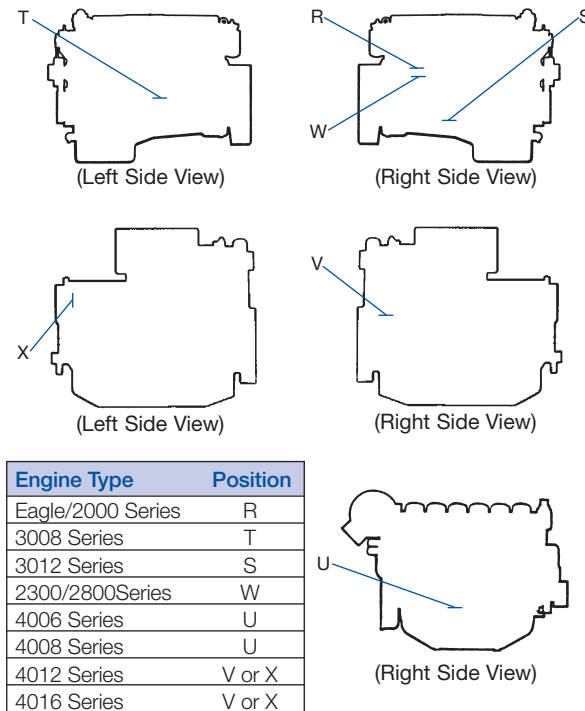 T
R
S
W
(Left Side View)
(Right Side View)
V
X
(Left Side View)
(Right Side View)
Engine Type Position
Eagle/2000 Series R
3008 Series T
3012 Series S
2300/2800Series W
4006 Series U
4008 Series U
4012 Series V or X
4016 Series V or X
U
(Right Side View)